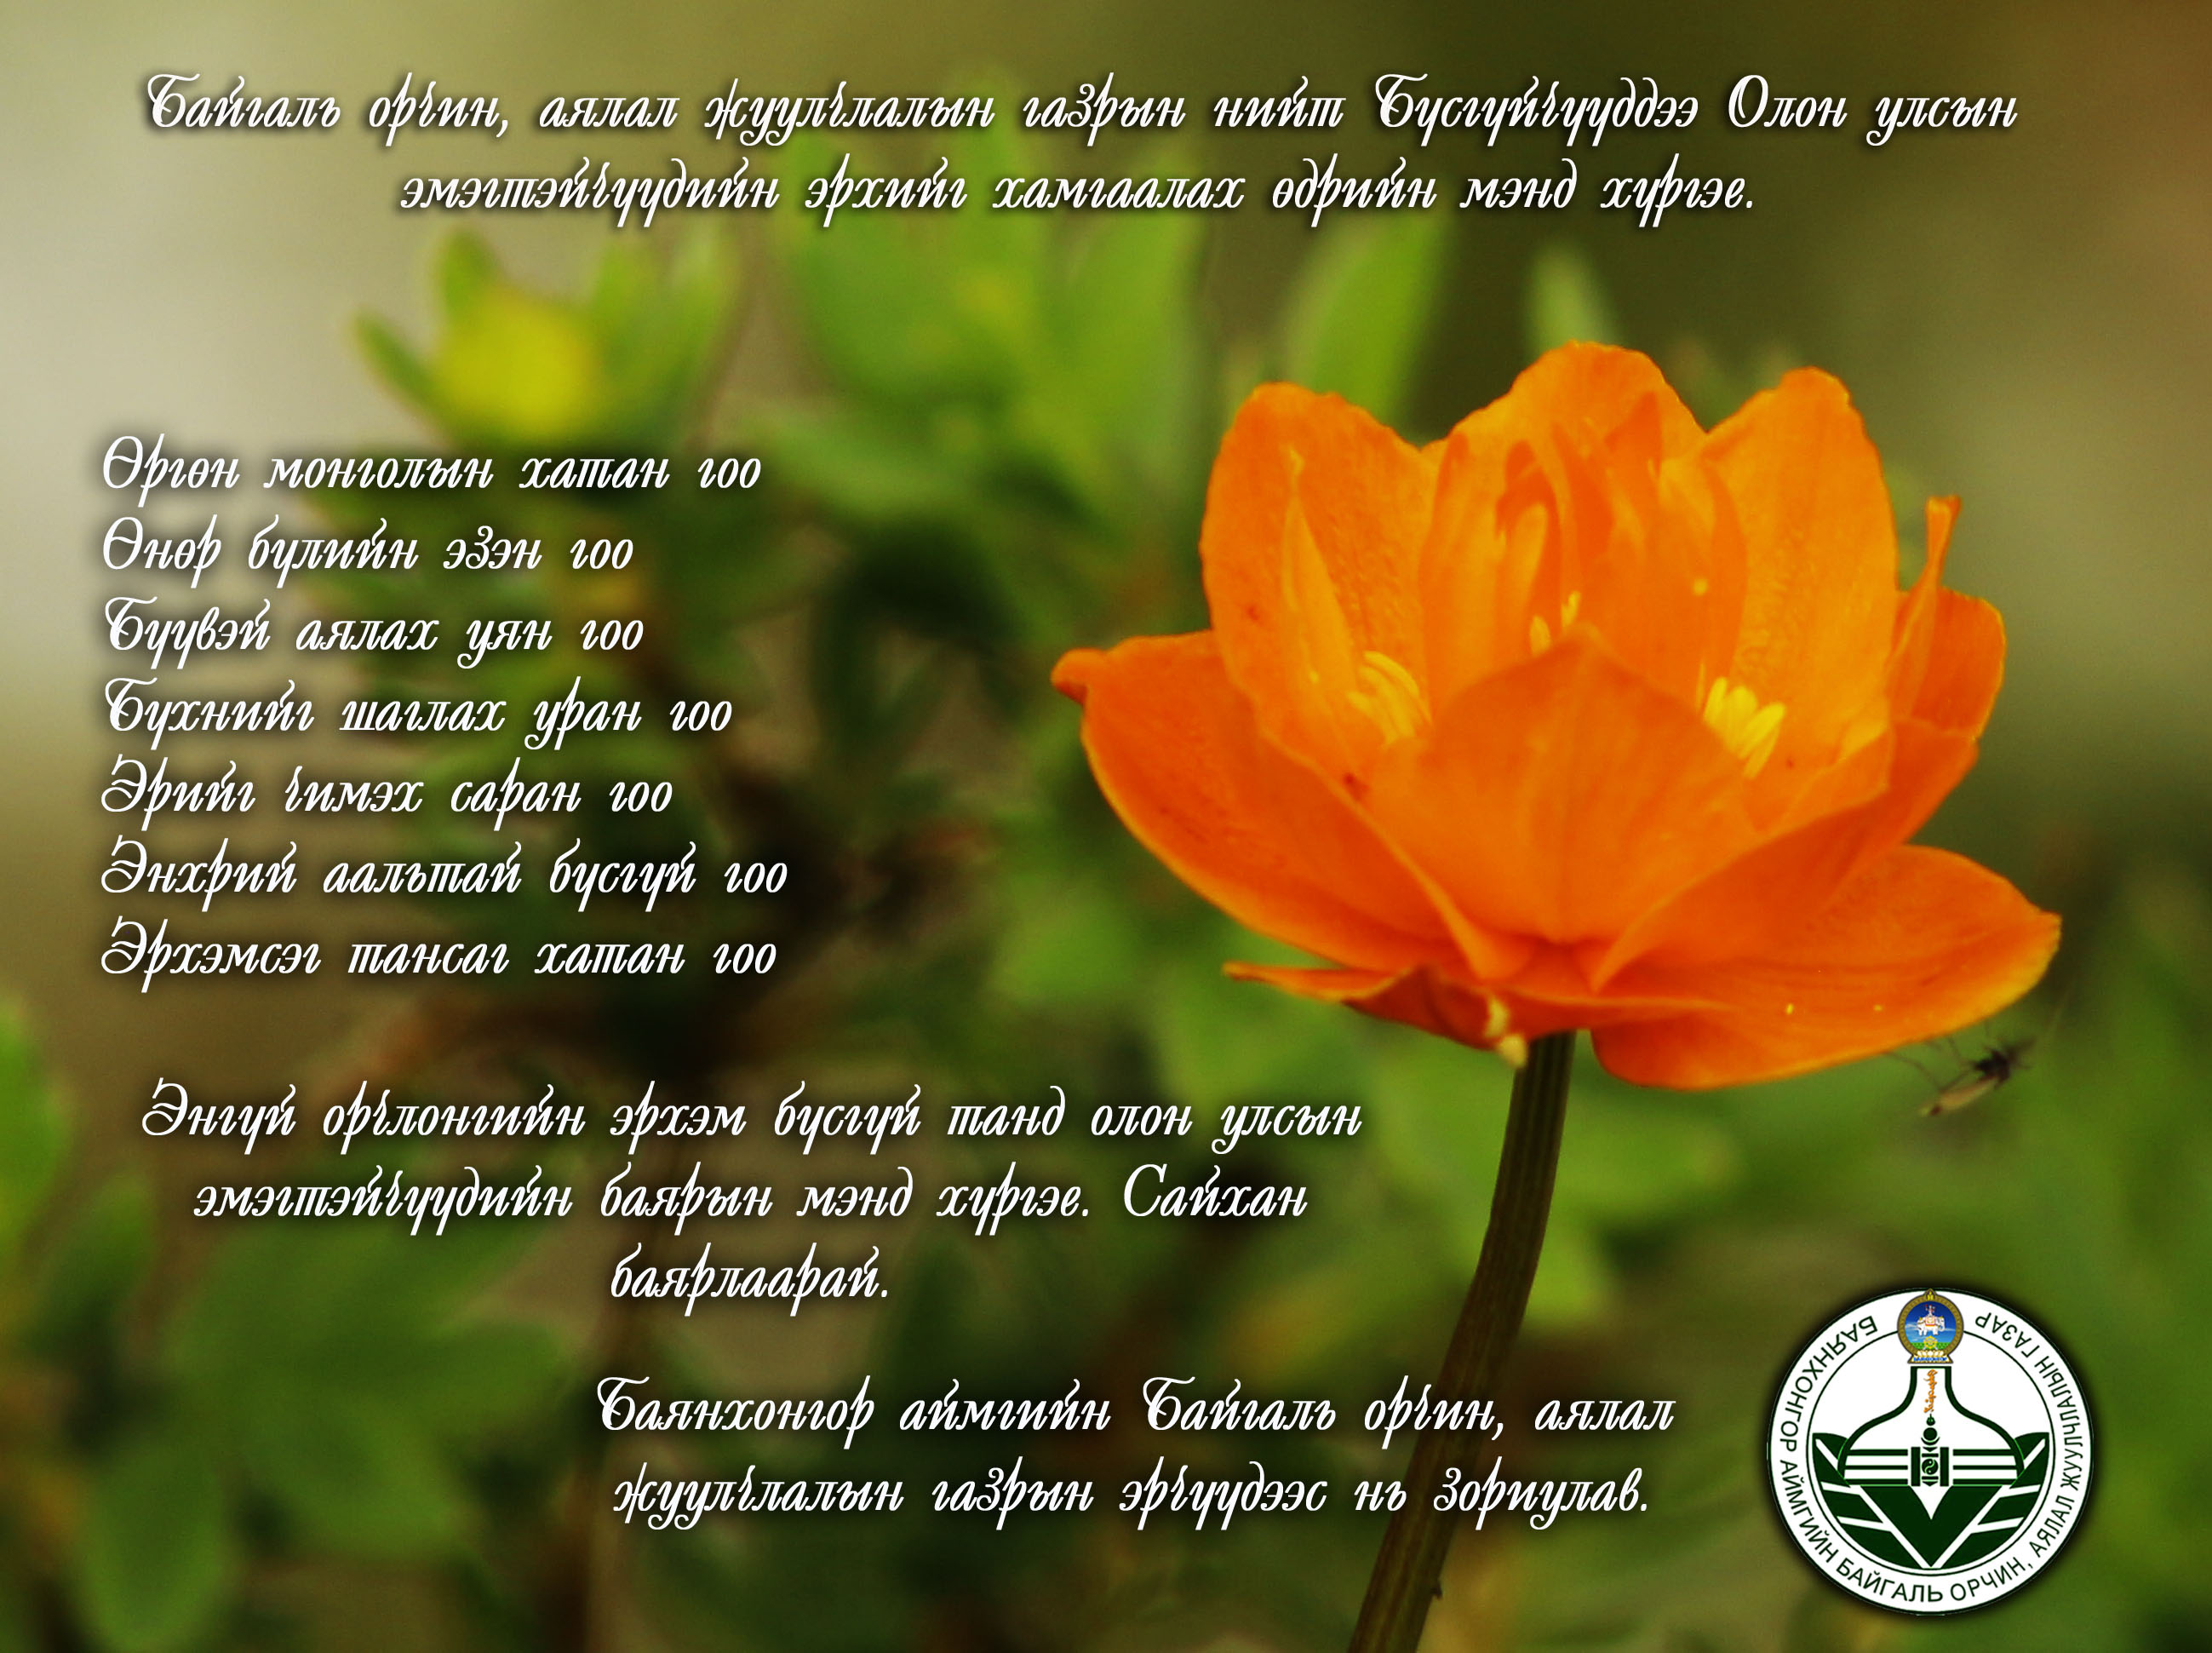 Байгаль орчин, аялал жуулчлалын газрын нийт Бүсгүйчүүддээ Олон улсын
эмэгтэйчүүдийн эрхийг хамгаалах өдрийн мэнд хүргэе.
Өргөн монголын хатан гоо
Өнөр бүлийн эзэн гоо
Бүүвэй аялах уян гоо
Бүхнийг шаглах уран гоо
Эрийг чимэх саран гоо
Энхрий аальтай бүсгүй гоо
Эрхэмсэг тансаг хатан гоо
Энгүй орчлонгийн эрхэм бүсгүй танд олон улсын
эмэгтэйчүүдийн баярын мэнд хүргэе. Сайхан
баярлаарай.
Баянхонгор аймгийн Байгаль орчин, аялал
жуулчлалын газрын эрчүүдээс нь зориулав.
БАЯНХОНГОР АЙМГИЙН БАЙГАЛЬ ОРЧИН, АЯЛАЛ ЖУУЛЧЛАЛЫН ГАЗАР